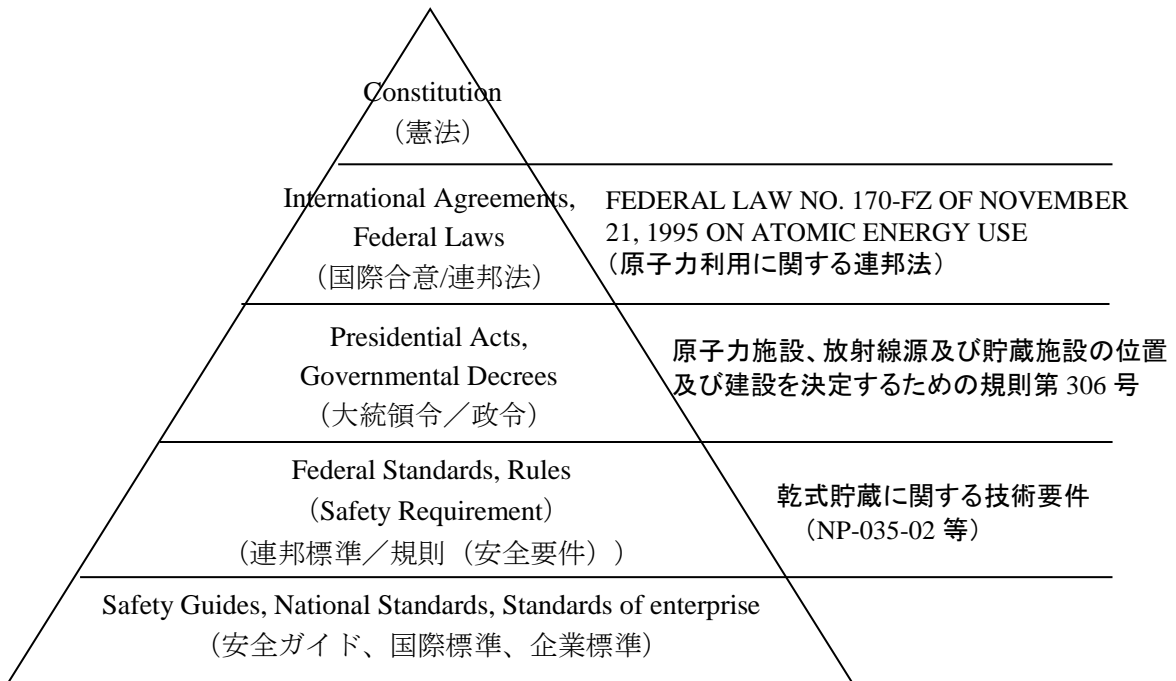 Constitution
（憲法）
International Agreements,
Federal Laws
（国際合意/連邦法）
FEDERAL LAW NO. 170-FZ OF NOVEMBER
21, 1995 ON ATOMIC ENERGY USE
（原子力利用に関する連邦法）
Presidential Acts,
Governmental Decrees
（大統領令／政令）
原子力施設、放射線源及び貯蔵施設の位置
及び建設を決定するための規則第 306 号
Federal Standards, Rules
（Safety Requirement）
（連邦標準／規則（安全要件））
乾式貯蔵に関する技術要件
（NP-035-02 等）
Safety Guides, National Standards, Standards of enterprise
（安全ガイド、国際標準、企業標準）